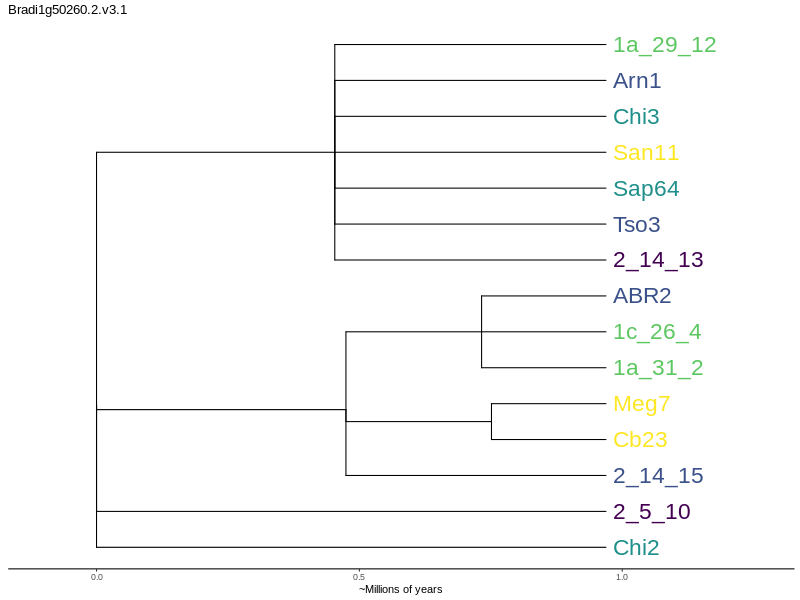 Bradi1g50260.2.v3.1
1a_29_12
Arn1
Chi3
San11
Sap64
Tso3
2_14_13
ABR2
1c_26_4
1a_31_2
Meg7
Cb23
2_14_15
2_5_10
Chi2
0.0 0.5 1.0
~Millions of years